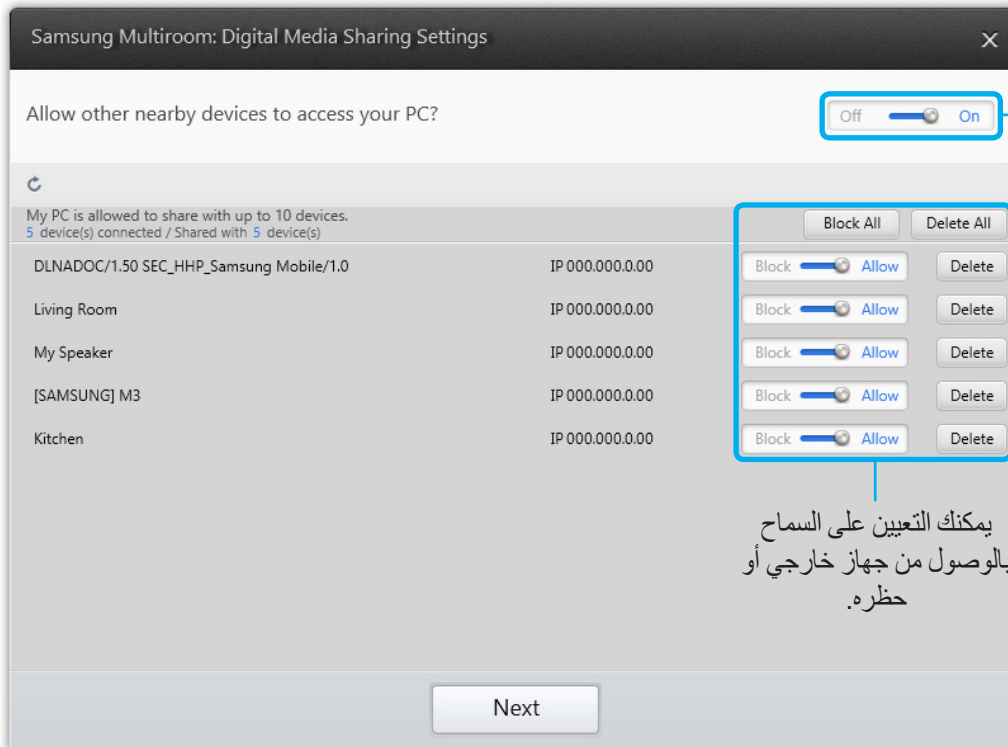 Samsung Multiroom: Digital Media Sharing Settings X
Allow other nearby devices to access your PC?
Off On
My PC is allowed to share with up to 10 devices.
5 device(s) connected / Shared with 5 device(s)
Block All Delete All
DLNADOC/1.50 SEC_HHP_Samsung Mobile/1.0 IP 000.000.0.00 Block Allow Delete
Living Room IP 000.000.0.00 Block Allow Delete
My Speaker IP 000.000.0.00 Block Allow Delete
[SAMSUNG] M3 IP 000.000.0.00 Block Allow Delete
Kitchen IP 000.000.0.00 Block Allow Delete
يمكنك التعيين على السماح
بالوصول من جهاز خارجي أو
حظره.
Next